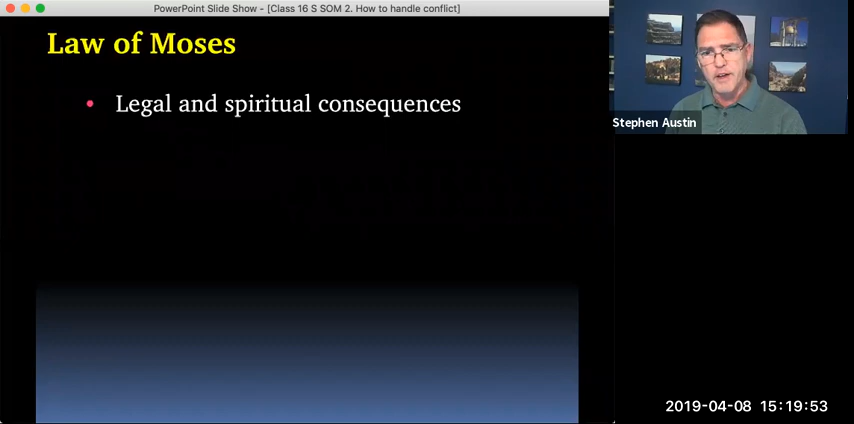 PowerPoint Slide Show - [Class 16 S SOM 2. How to handle conflict]
Law of Moses
• Legal and spiritual consequences
Stephen Austin
2019-04-08 15:19:53